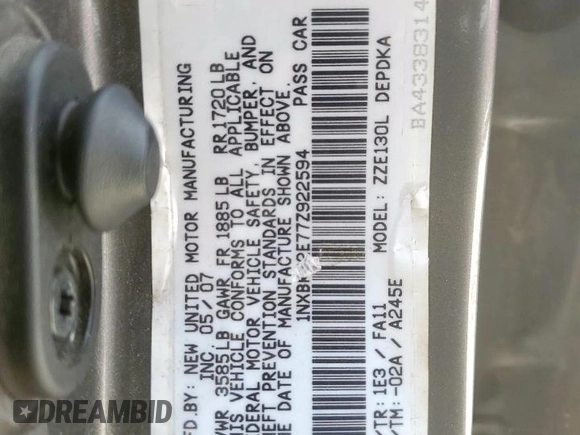 MFD.BY: NEW UNITED MOTOR MANUFACTURING
INC. 05/07
GVWR 3585LB GAWR FR 1885LB RR 1720LB
THIS VEHICLE CONFORMS TO ALL APPLICABLE
FEDERAL MOTOR VEHICLE SAFETY, BUMPER, AND
THEFT PREVENTION STANDARDS IN EFFECT ON
THE DATE OF MANUFACTURE SHOWN ABOVE.
PASS CAR
C/TR: 1E3 / FA11 MODEL: ZZE130L DEPDKA
A/TM: -02A / A245E
BA4338314
DREAMBID